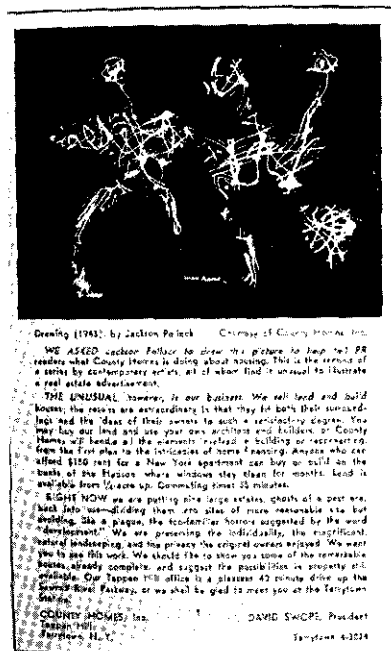 Drawing (1943), by Jackson Pollock Courtesy of County Homes, Inc.
WE ASKED Jackson Pollock to draw this picture to help tell PR
readers what County Homes is doing about housing. This is the second of
a series by contemporary artists, all of whom find it unusual to illustrate
a real estate advertisement.
THE UNUSUAL, however, is our business. We sell land and build
houses; the results are extraordinary in that they fit both their surround-
ings and the ideas of their owners to such a satisfactory degree. You
may buy our land and use your own architect and builders, or County
Homes will handle all the elements involved in building or
from the first plan to the intricacies of home financing. Anyone who can
afford $150 rent for a New York apartment can buy or build on the
banks of the Hudson where windows stay clean for months. Land is
available from acre up. Commuting time: 38 minutes.
RIGHT NOW we are putting nine large estates, ghosts of a past era,
back into use—dividing them into sites of more reasonable size but
avoiding, like a plague, the too-familiar horrors suggested by the word
"development." We are preserving the individuality, the magnificent,
natural landscaping, and the privacy the original owners enjoyed. We want
you to see this work. We should like to show you some of the remarkable
houses already complete, and suggest the possibilities in property still
available. Our Tappan Hill office is a pleasant 42 minute drive up the
River Parkway, or we shall be glad to meet you at the Tarrytown
Station.
COUNTY HOMES, Inc. DAVID SWOPE, President
Tappan Hill
Tarrytown, N. Y. Tarrytown 4-3034